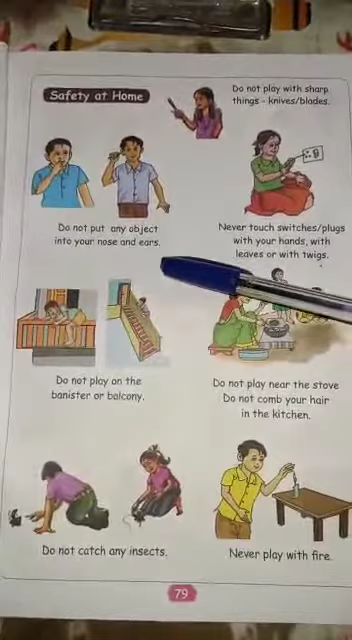 Safety at Home
Do not play with sharp
things - knives/blades.
Do not put any object
into your nose and ears.
Never touch switches/plugs
with your hands, with
leaves or with twigs.
Do not play on the
banister or balcony.
Do not play near the stove
Do not comb your hair
in the kitchen.
Do not catch any insects.
Never play with fire.
79